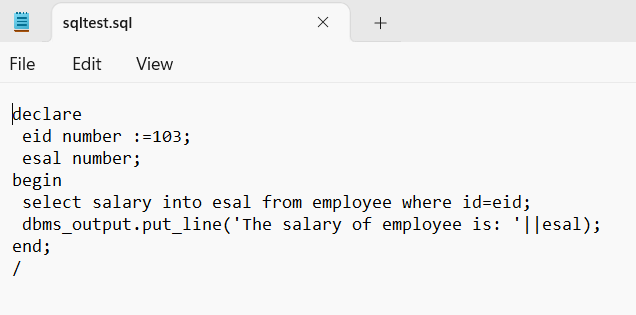 sqltest.sql
File Edit View
declare
 eid number :=103;
 esal number;
begin
 select salary into esal from employee where id=eid;
 dbms_output.put_line('The salary of employee is: '||esal);
end;
/